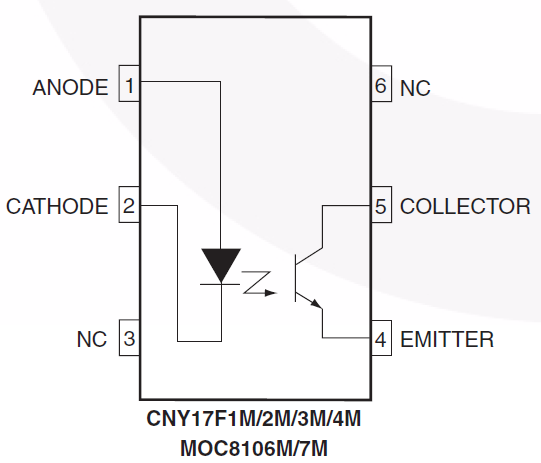 ANODE 1
6 NC
CATHODE 2
5 COLLECTOR
NC 3
4 EMITTER
CNY17F1M/2M/3M/4M
MOC8106M/7M